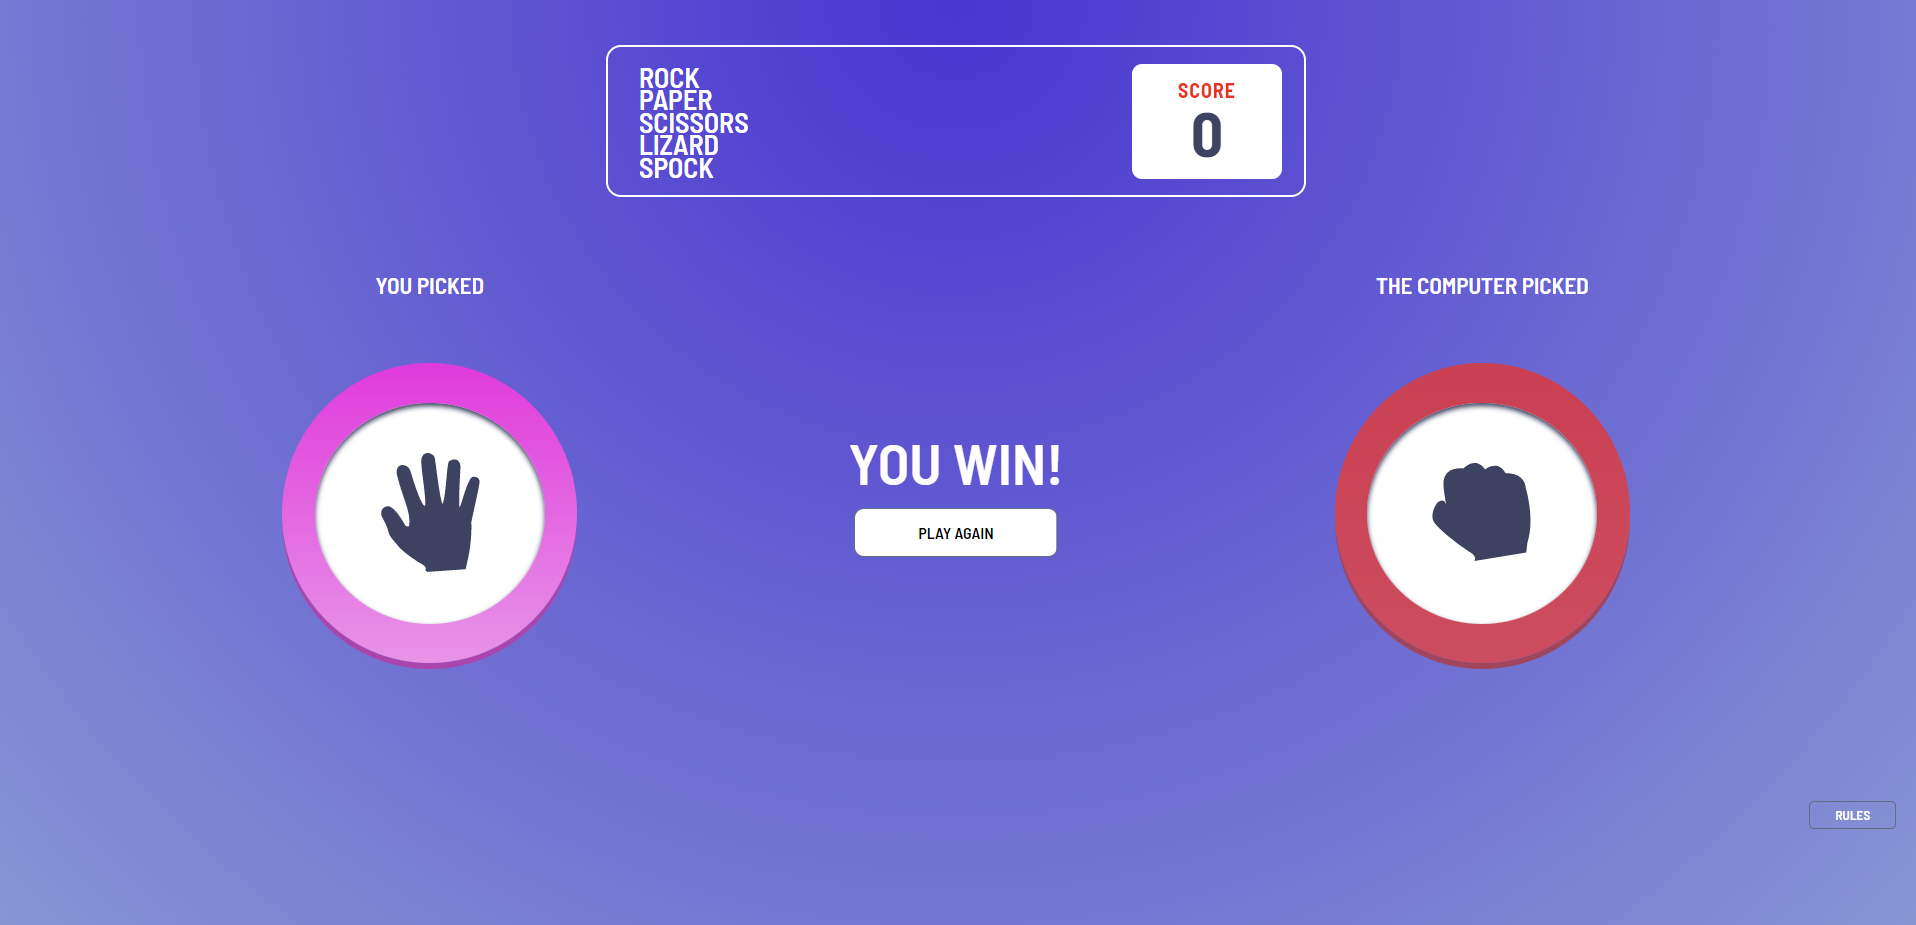 ROCK
PAPER
SCISSORS
LIZARD
SPOCK
SCORE
0
YOU PICKED
THE COMPUTER PICKED
YOU WIN!
PLAY AGAIN
RULES